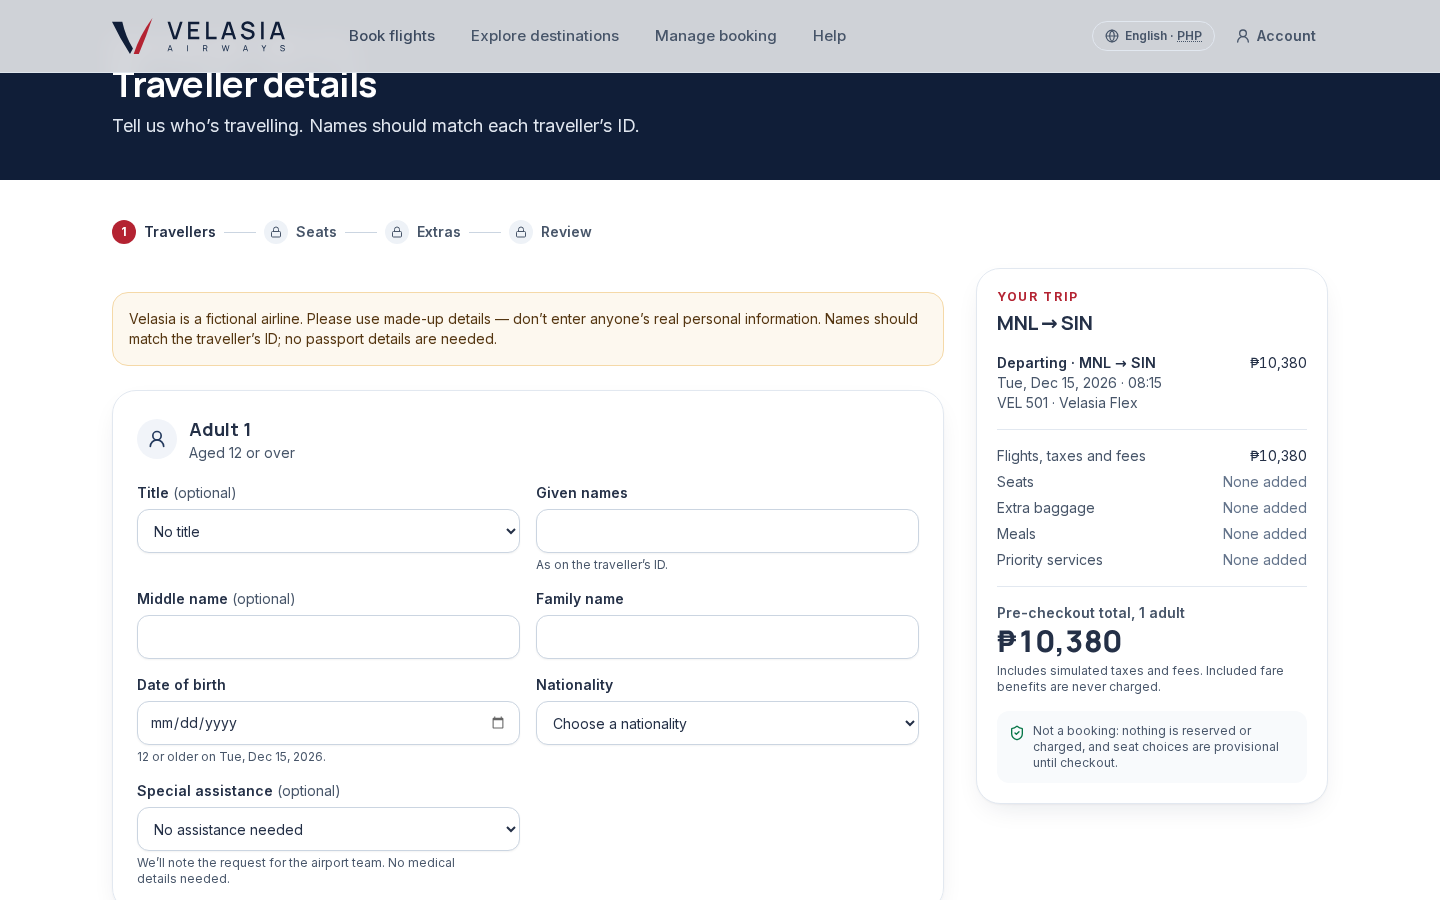 VELASIA
AIRWAYS
Book flights
Explore destinations
Manage booking
Help
English · PHP
Account
Traveller details
Tell us who’s travelling. Names should match each traveller’s ID.
1 Travellers
Seats
Extras
Review
Velasia is a fictional airline. Please use made-up details — don’t enter anyone’s real personal information. Names should
match the traveller’s ID; no passport details are needed.
Adult 1
Aged 12 or over
Title (optional)
No title
Given names
As on the traveller’s ID.
Middle name (optional)
Family name
Date of birth
mm/dd/yyyy
12 or older on Tue, Dec 15, 2026.
Nationality
Choose a nationality
Special assistance (optional)
No assistance needed
We’ll note the request for the airport team. No medical
details needed.
YOUR TRIP
MNL → SIN
Departing · MNL → SIN ₱10,380
Tue, Dec 15, 2026 · 08:15
VEL 501 · Velasia Flex
Flights, taxes and fees ₱10,380
Seats None added
Extra baggage None added
Meals None added
Priority services None added
Pre-checkout total, 1 adult
₱10,380
Includes simulated taxes and fees. Included fare
benefits are never charged.
Not a booking: nothing is reserved or
charged, and seat choices are provisional
until checkout.